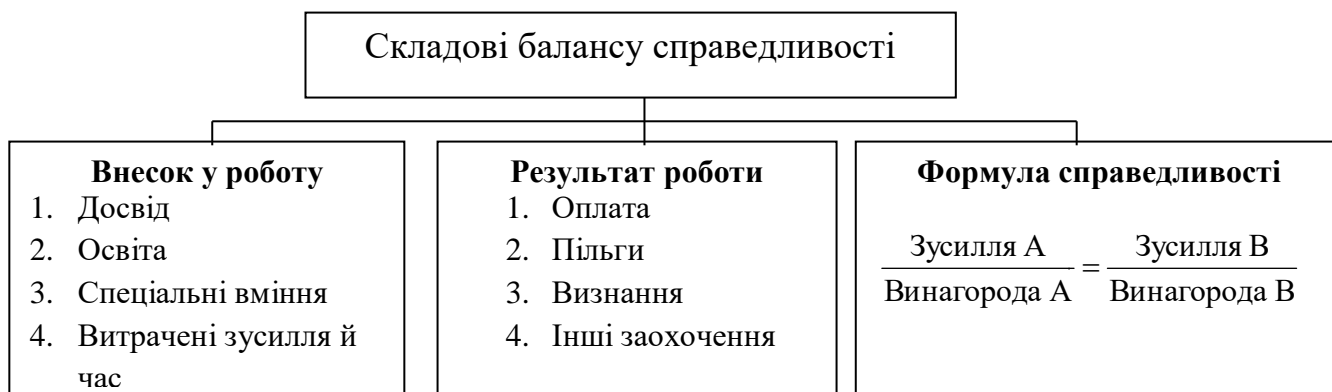 Складові балансу справедливості
Внесок у роботу
1. Досвід
2. Освіта
3. Спеціальні вміння
4. Витрачені зусилля й
час
Результат роботи
1. Оплата
2. Пільги
3. Визнання
4. Інші заохочення
Формула справедливості
Зусилля А / Винагорода А = Зусилля В / Винагорода В